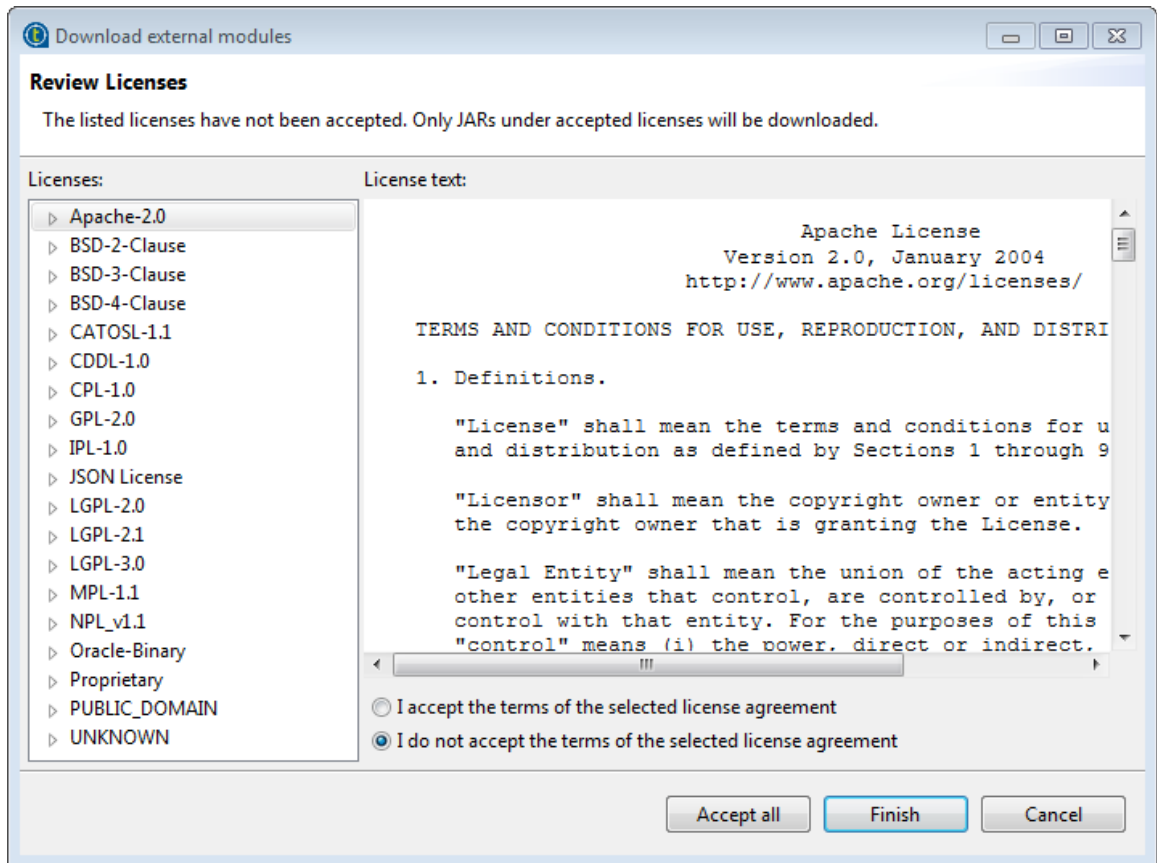 Download external modules
Review Licenses
The listed licenses have not been accepted. Only JARs under accepted licenses will be downloaded.
Licenses:
Apache-2.0
BSD-2-Clause
BSD-3-Clause
BSD-4-Clause
CATOSL-1.1
CDDL-1.0
CPL-1.0
GPL-2.0
IPL-1.0
JSON License
LGPL-2.0
LGPL-2.1
LGPL-3.0
MPL-1.1
NPL_v1.1
Oracle-Binary
Proprietary
PUBLIC_DOMAIN
UNKNOWN
License text:
Apache License
Version 2.0, January 2004
http://www.apache.org/licenses/
TERMS AND CONDITIONS FOR USE, REPRODUCTION, AND DISTRI
1. Definitions.
"License" shall mean the terms and conditions for u
and distribution as defined by Sections 1 through 9
"Licensor" shall mean the copyright owner or entity
the copyright owner that is granting the License.
"Legal Entity" shall mean the union of the acting e
other entities that control, are controlled by, or
control with that entity. For the purposes of this
"control" means (i) the power, direct or indirect,
I accept the terms of the selected license agreement
I do not accept the terms of the selected license agreement
Accept all
Finish
Cancel